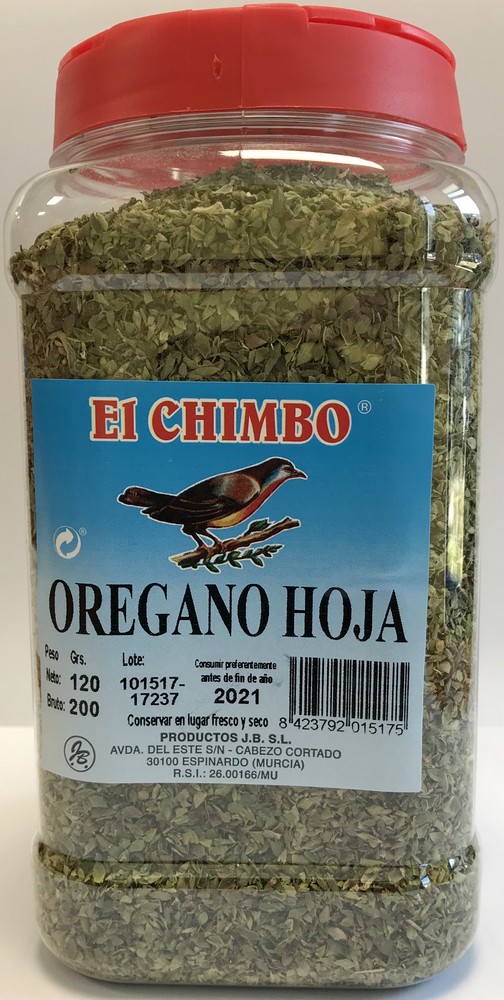 El CHIMBO ®
®
OREGANO HOJA
Peso Grs.
Neto: 120
Bruto: 200
Lote:
101517-
17237
Consumir preferentemente
antes de fin de año
2021
Conservar en lugar fresco y seco
8 423792 015175
J.B.
PRODUCTOS J.B. S.L.
AVDA. DEL ESTE S/N - CABEZO CORTADO
30100 ESPINARDO (MURCIA)
R.S.I.: 26.00166/MU